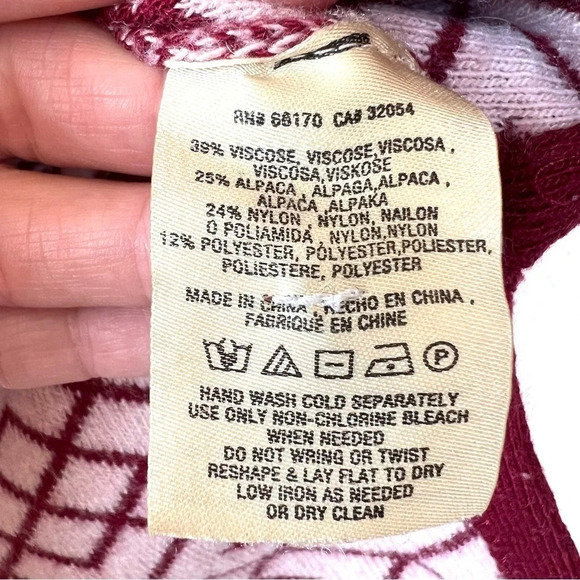 RN# 66170 CA# 32054
39% VISCOSE, VISCOSE,VISCOSA ,
VISCOSA,VISKOSE
25% ALPACA , ALPAGA,ALPACA ,
ALPACA ALPAKA
24% NYLON , NYLON, NAILON
O POLIAMIDA , NYLON,NYLON
12% POLYESTER, POLYESTER,POLIESTER,
POLIESTERE, POLYESTER
MADE IN CHINA , HECHO EN CHINA ,
FABRIQUE EN CHINE
P
HAND WASH COLD SEPARATELY
USE ONLY NON-CHLORINE BLEACH
WHEN NEEDED
DO NOT WRING OR TWIST
RESHAPE & LAY FLAT TO DRY
LOW IRON AS NEEDED
OR DRY CLEAN